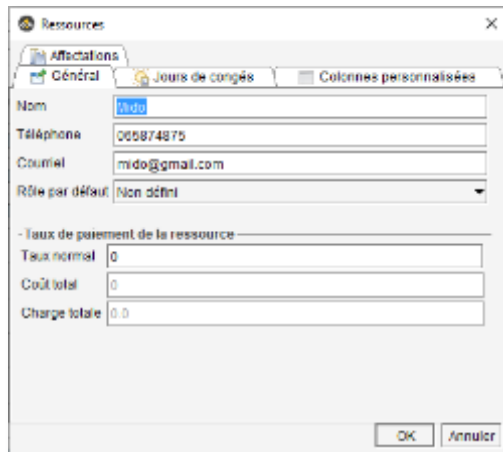 Ressources
Affectations
Général
Jours de congés
Colonnes personnalisées
Nom
Mido
Téléphone
065874875
Courriel
mido@gmail.com
Rôle par défaut
Non défini
Taux de paiement de la ressource
Taux normal
0
Coût total
0
Charge totale
0.0
OK
Annuler